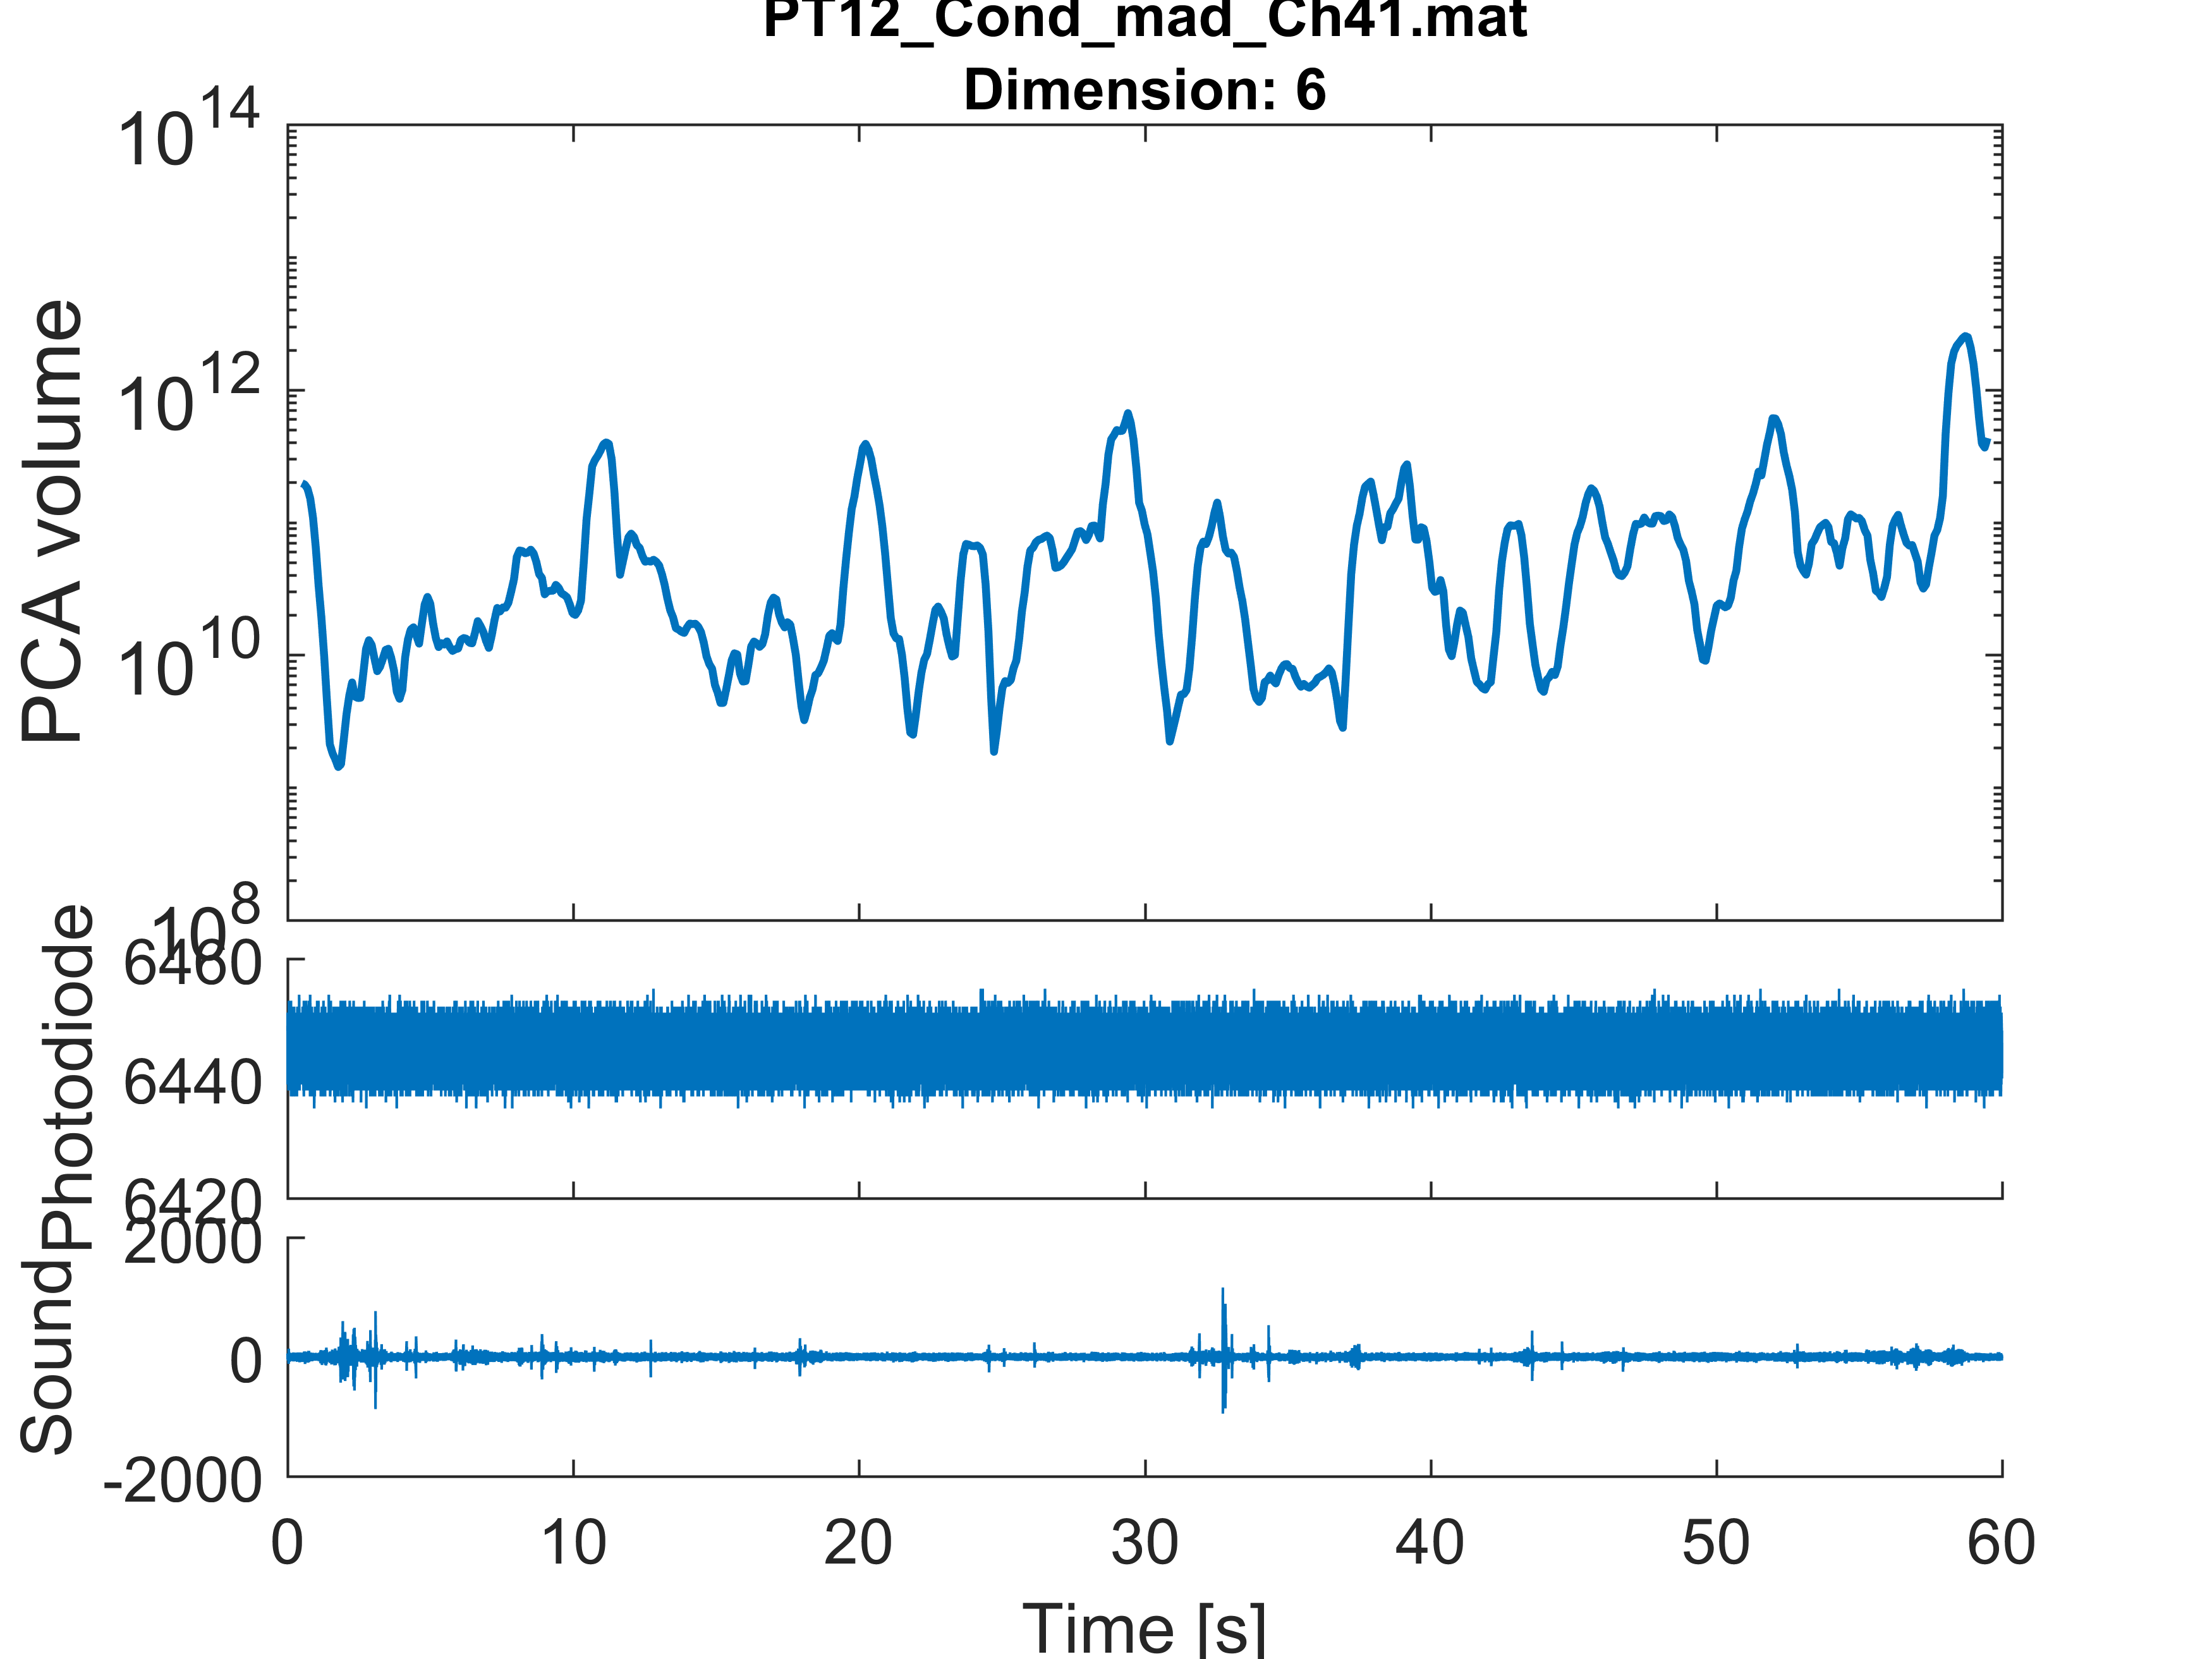 PT12_Cond_mad_Ch41.mat
Dimension: 6
PCA volume
10^14
10^12
10^10
10^8
Photodiode
6460
6440
6420
Sound
2000
0
-2000
0 10 20 30 40 50 60
Time [s]